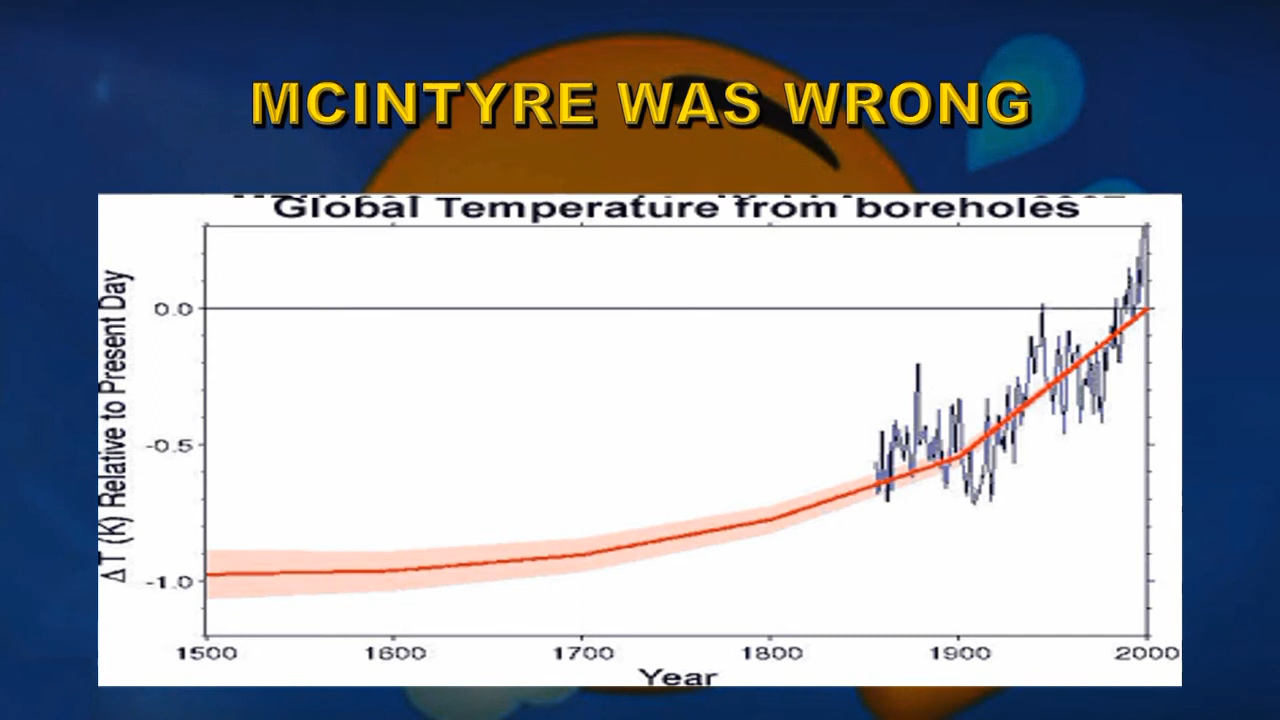 MCINTYRE WAS WRONG
Global Temperature from boreholes
ΔT (K) Relative to Present Day
0.0
-0.5
-1.0
1500 1600 1700 1800 1900 2000
Year